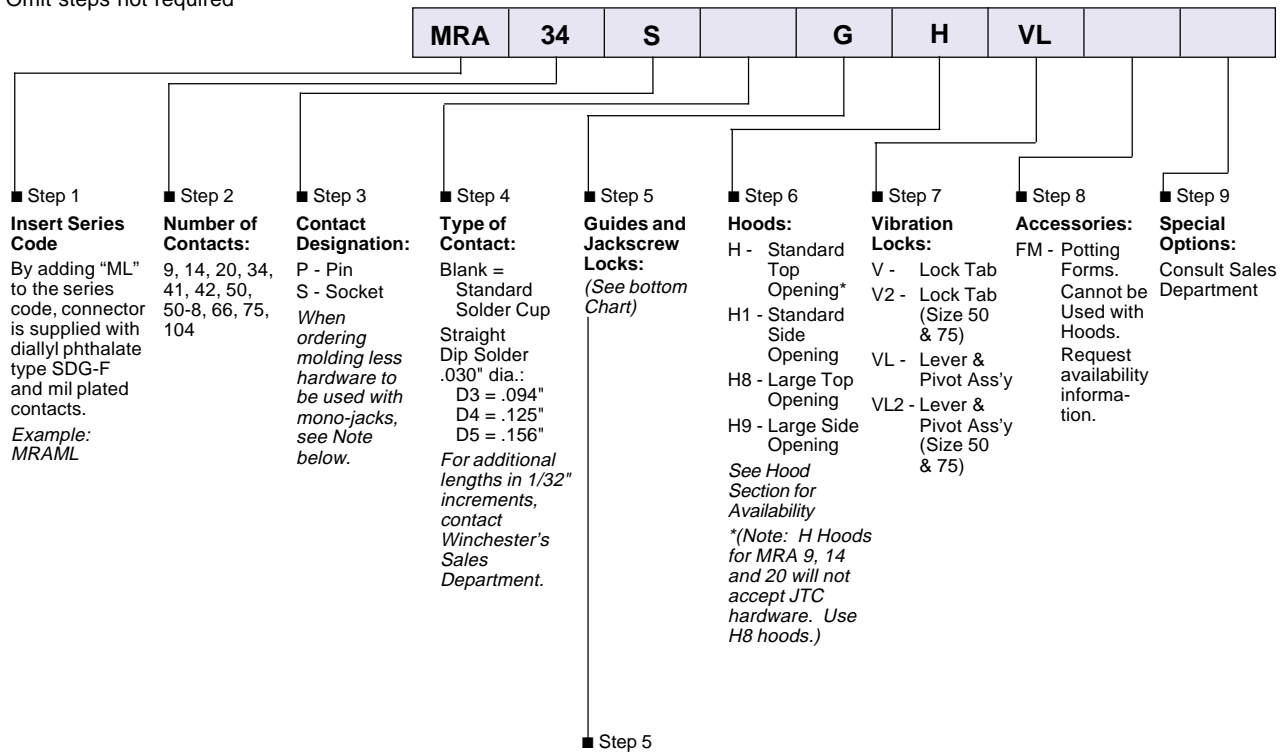 Omit steps not required
MRA 34 S G H VL
■ Step 1
Insert Series
Code
By adding “ML”
to the series
code, connector
is supplied with
diallyl phthalate
type SDG-F
and mil plated
contacts.
Example:
MRAML
■ Step 2
Number of
Contacts:
9, 14, 20, 34,
41, 42, 50,
50-8, 66, 75,
104
■ Step 3
Contact
Designation:
P - Pin
S - Socket
When
ordering
molding less
hardware to
be used with
mono-jacks,
see Note
below.
■ Step 4
Type of
Contact:
Blank =
Standard
Solder Cup
Straight
Dip Solder
.030" dia.:
D3 = .094"
D4 = .125"
D5 = .156"
For additional
lengths in 1/32"
increments,
contact
Winchester’s
Sales
Department.
■ Step 5
Guides and
Jackscrew
Locks:
(See bottom
Chart)
■ Step 6
Hoods:
H - Standard
Top
Opening*
H1 - Standard
Side
Opening
H8 - Large Top
Opening
H9 - Large Side
Opening
See Hood
Section for
Availability
*(Note: H Hoods
for MRA 9, 14
and 20 will not
accept JTC
hardware. Use
H8 hoods.)
■ Step 7
Vibration
Locks:
V - Lock Tab
V2 - Lock Tab
(Size 50
& 75)
VL - Lever &
Pivot Ass’y
VL2 - Lever &
Pivot Ass’y
(Size 50
& 75)
■ Step 8
Accessories:
FM - Potting
Forms.
Cannot be
Used with
Hoods.
Request
availability
informa-
tion.
■ Step 9
Special
Options:
Consult Sales
Department
■ Step 5